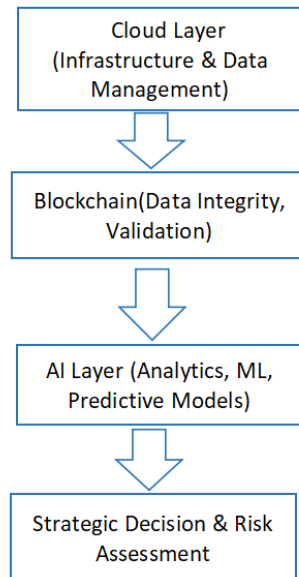 Cloud Layer
(Infrastructure & Data
Management)
Blockchain(Data Integrity,
Validation)
AI Layer (Analytics, ML,
Predictive Models)
Strategic Decision & Risk
Assessment